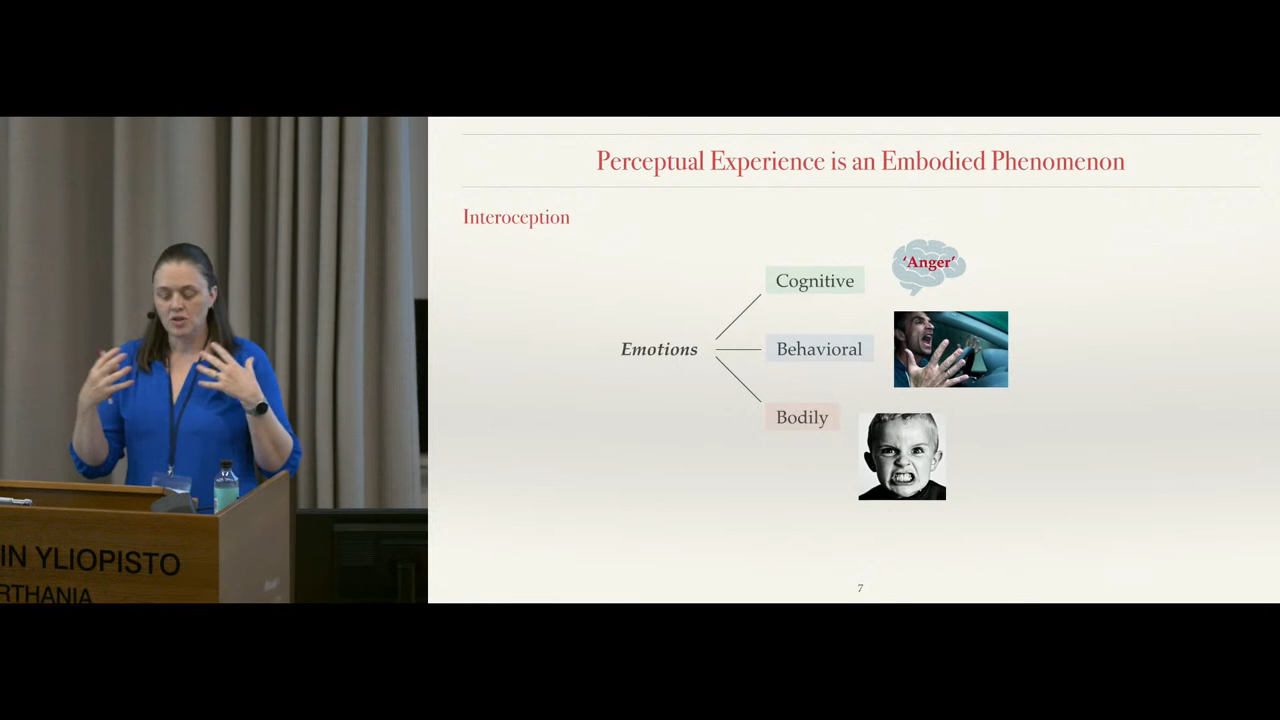 Perceptual Experience is an Embodied Phenomenon
Interoception
'Anger'
Cognitive
Emotions
Behavioral
Bodily
7
IN YLIOPISTO
RTHANIA